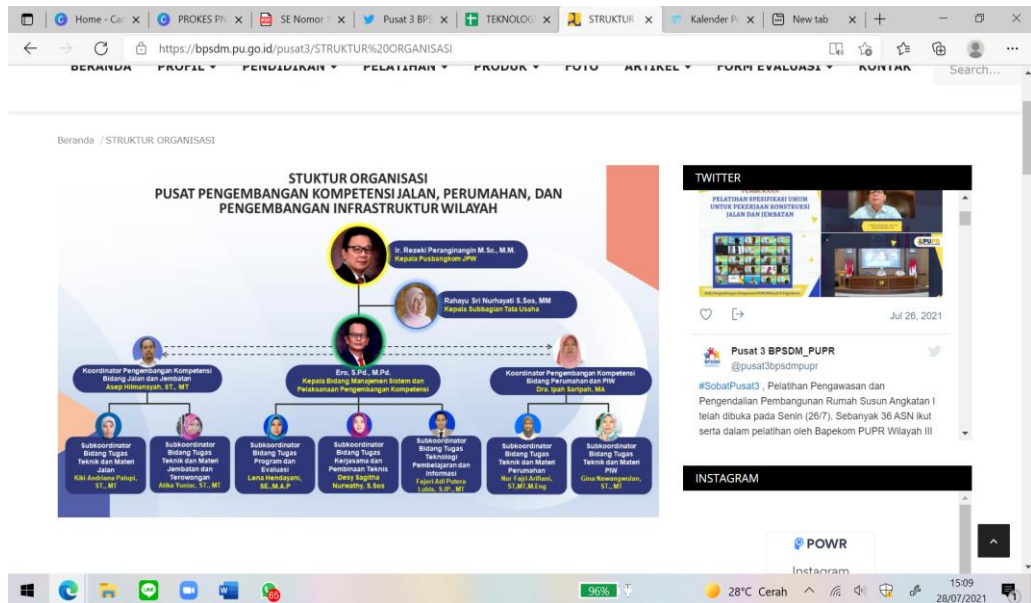 Home - Ca
PROKES PN
SE Nomor
Pusat 3 BPS
TEKNOLOG
STRUKTUR
Kalender P
New tab
https://bpsdm.pu.go.id/pusat3/STRUKTUR%20ORGANISASI
BERANDA PROFIL PENDIDIKAN PELATIHAN PRODUK FOTO ARTIKEL FORM EVALUASI KONTAK Search...
Beranda / STRUKTUR ORGANISASI
STUKTUR ORGANISASI
PUSAT PENGEMBANGAN KOMPETENSI JALAN, PERUMAHAN, DAN
PENGEMBANGAN INFRASTRUKTUR WILAYAH
Ir. Rezeki Peranginangin M.Sc., M.M.
Kepala Pusbangkom JPW
Rahayu Sri Nurhayati S.Sos, MM
Kepala Subbagian Tata Usaha
Koordinator Pengembangan Kompetensi
Bidang Jalan dan Jembatan
Asep Hilmansyah, ST., MT
Ero, S.Pd., M.Pd.
Kepala Bidang Manajemen Sistem dan
Pelaksanaan Pengembangan Kompetensi
Koordinator Pengembangan Kompetensi
Bidang Perumahan dan PIW
Dra. Ipah Saripah, MA
Subkoordinator
Bidang Tugas
Teknik dan Materi
Jalan
Kiki Andriana Palupi,
ST., MT
Subkoordinator
Bidang Tugas
Teknik dan Materi
Jembatan dan
Terowongan
Atika Yuniar, ST., MT
Subkoordinator
Bidang Tugas
Program dan
Evaluasi
Lena Hendayani,
SE.,M.A.P
Subkoordinator
Bidang Tugas
Kerjasama dan
Pembinaan Teknis
Desy Sagitha
Nurwathy, S.Sos
Subkoordinator
Bidang Tugas
Teknologi
Pembelajaran dan
Informasi
Fajeri Adi Putera
Lubis, S.IP., MT
Subkoordinator
Bidang Tugas
Teknik dan Materi
Perumahan
Nur Fajri Arifiani,
ST,MT,M.Eng
Subkoordinator
Bidang Tugas
Teknik dan Materi
PIW
Gina Nawangwulan,
ST., MT
TWITTER
PELATIHAN SPESIFIKASI UMUM
UNTUK PEKERJAAN KONSTRUKSI
JALAN DAN JEMBATAN
PUPR
Jul 26, 2021
Pusat 3 BPSDM_PUPR
@pusat3bpsdmpupr
#SobatPusat3 , Pelatihan Pengawasan dan
Pengendalian Pembangunan Rumah Susun Angkatan I
telah dibuka pada Senin (26/7). Sebanyak 36 ASN ikut
serta dalam pelatihan oleh Bapekom PUPR Wilayah III
INSTAGRAM
POWR
Instagram
65
96%
28°C Cerah
15:09
28/07/2021
1